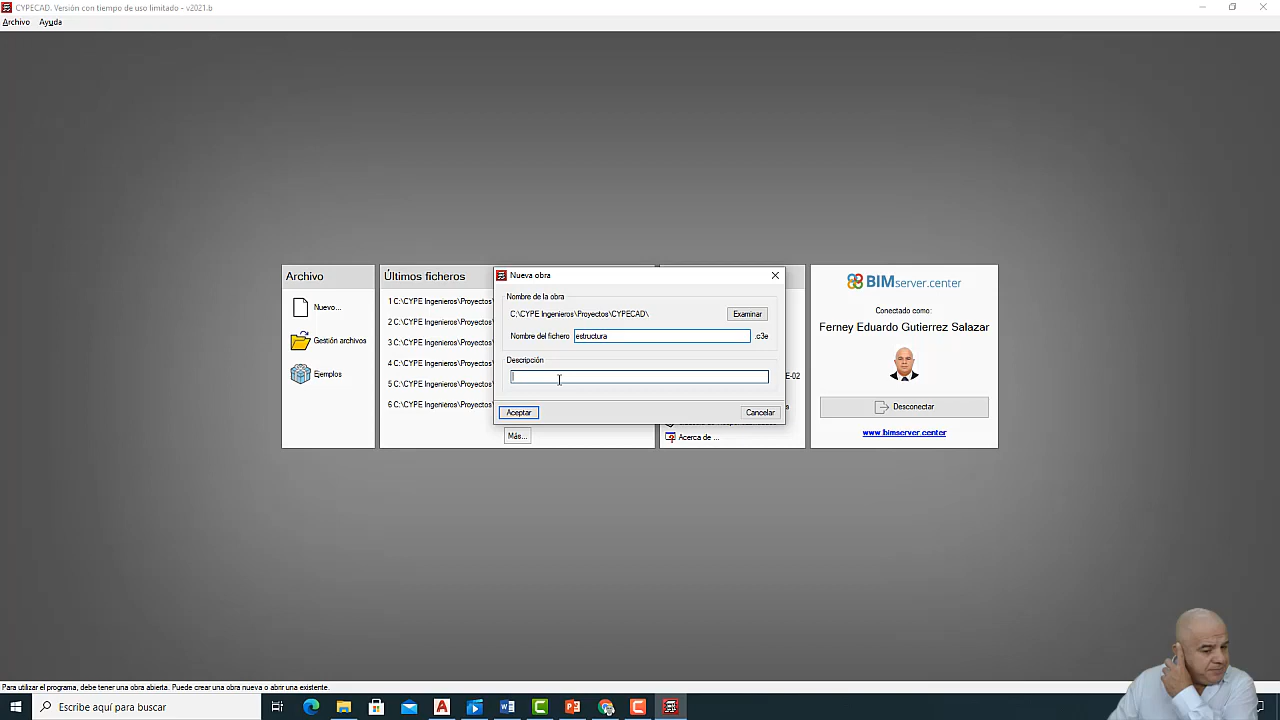 CYPECAD. Versión con tiempo de uso limitado - v2021.b
Archivo Ayuda
Archivo
Nuevo...
Gestión archivos
Ejemplos
Últimos ficheros
1 C:\CYPE Ingenieros\Proyectos\
2 C:\CYPE Ingenieros\Proyectos\
3 C:\CYPE Ingenieros\Proyectos\
4 C:\CYPE Ingenieros\Proyectos\
5 C:\CYPE Ingenieros\Proyectos\
6 C:\CYPE Ingenieros\Proyectos\
Más...
Nueva obra
Nombre de la obra
C:\CYPE Ingenieros\Proyectos\CYPECAD\ Examinar
Nombre del fichero estructura .c3e
Descripción
Aceptar Cancelar
E-02
Acerca de ...
BIMserver.center
Conectado como:
Ferney Eduardo Gutierrez Salazar
Desconectar
www.bimserver.center
Para utilizar el programa, debe tener una obra abierta. Puede crear una obra nueva o abrir una existente.
Escribe aquí para buscar